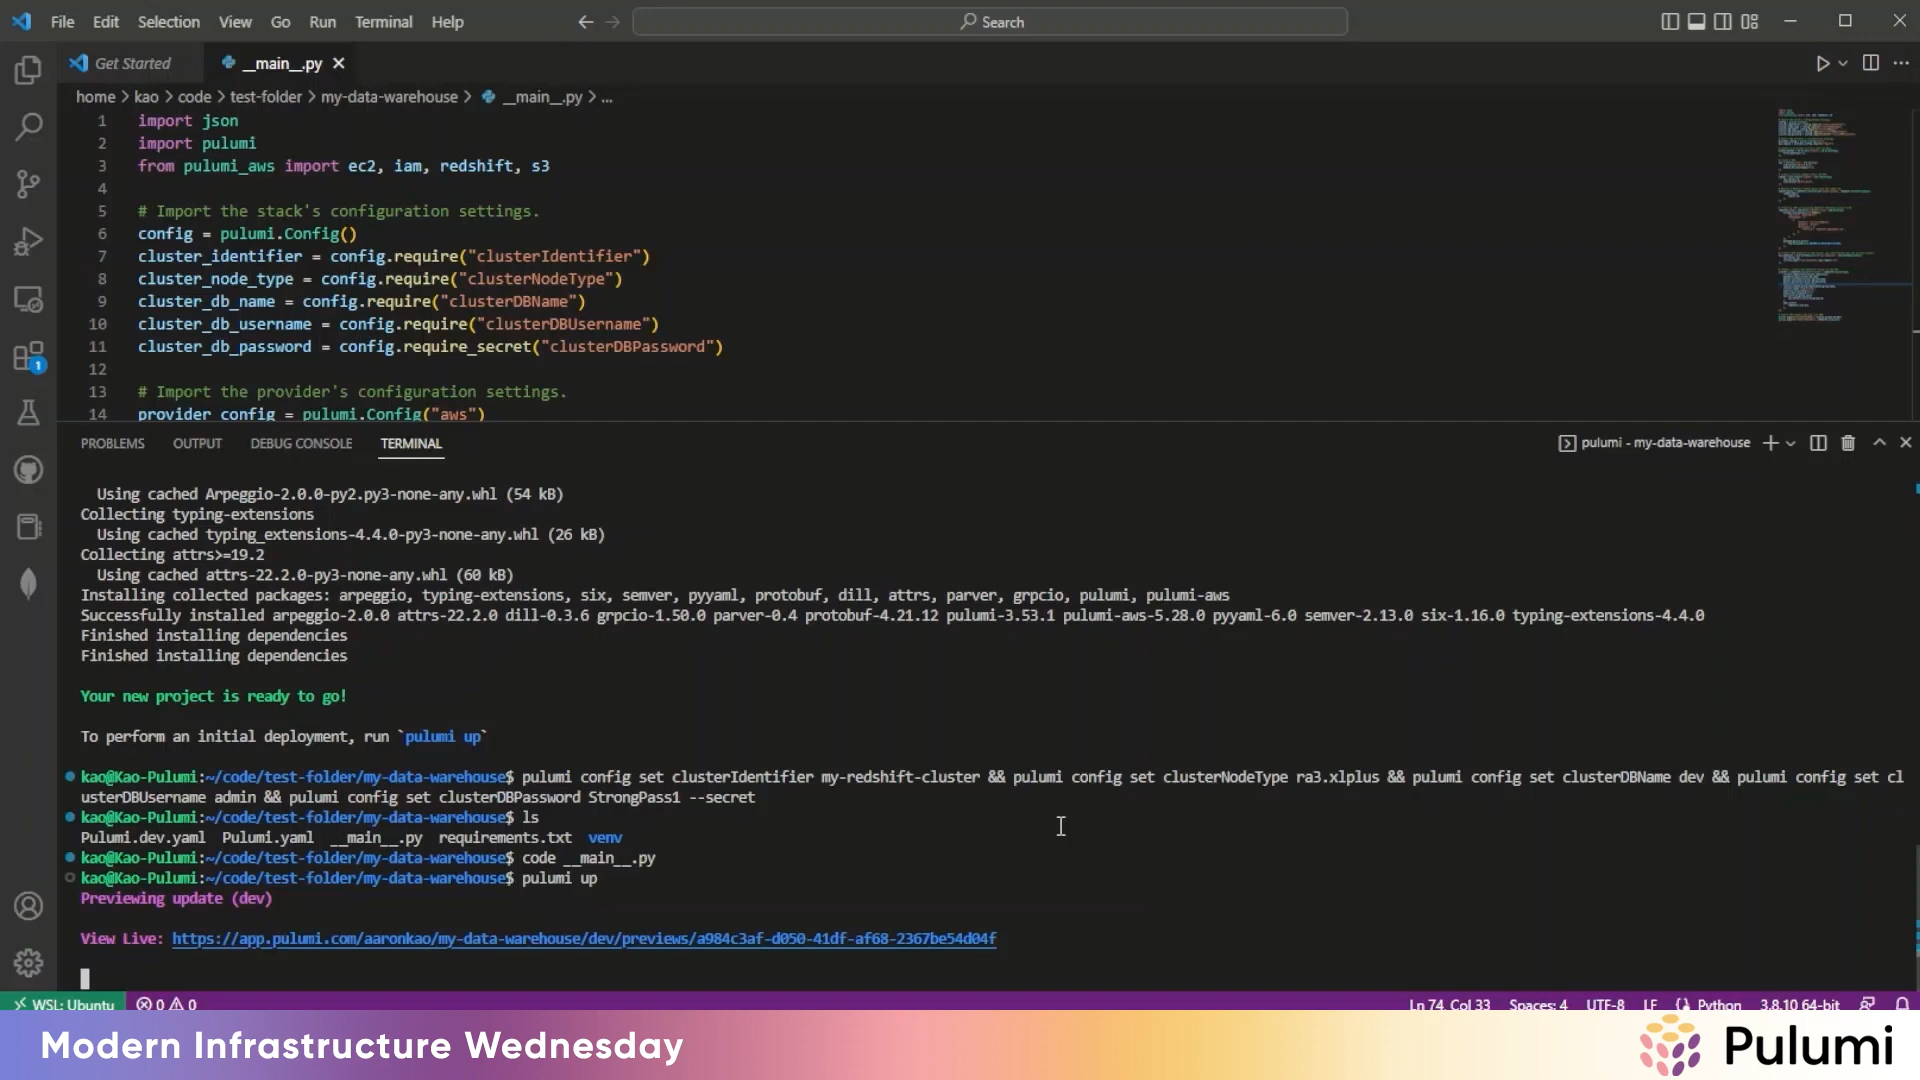 File Edit Selection View Go Run Terminal Help
Search
Get Started
__main__.py
home > kao > code > test-folder > my-data-warehouse > __main__.py > ...
1 import json
2 import pulumi
3 from pulumi_aws import ec2, iam, redshift, s3
4
5 # Import the stack's configuration settings.
6 config = pulumi.Config()
7 cluster_identifier = config.require("clusterIdentifier")
8 cluster_node_type = config.require("clusterNodeType")
9 cluster_db_name = config.require("clusterDBName")
10 cluster_db_username = config.require("clusterDBUsername")
11 cluster_db_password = config.require_secret("clusterDBPassword")
12
13 # Import the provider's configuration settings.
14 provider_config = pulumi.Config("aws")
1
PROBLEMS OUTPUT DEBUG CONSOLE TERMINAL
pulumi - my-data-warehouse
Using cached Arpeggio-2.0.0-py2.py3-none-any.whl (54 kB)
Collecting typing-extensions
Using cached typing_extensions-4.4.0-py3-none-any.whl (26 kB)
Collecting attrs>=19.2
Using cached attrs-22.2.0-py3-none-any.whl (60 kB)
Installing collected packages: arpeggio, typing-extensions, six, semver, pyyaml, protobuf, dill, attrs, parver, grpcio, pulumi, pulumi-aws
Successfully installed arpeggio-2.0.0 attrs-22.2.0 dill-0.3.6 grpcio-1.50.0 parver-0.4 protobuf-4.21.12 pulumi-3.53.1 pulumi-aws-5.28.0 pyyaml-6.0 semver-2.13.0 six-1.16.0 typing-extensions-4.4.0
Finished installing dependencies
Finished installing dependencies
Your new project is ready to go!
To perform an initial deployment, run `pulumi up`
kao@Kao-Pulumi:~/code/test-folder/my-data-warehouse$ pulumi config set clusterIdentifier my-redshift-cluster && pulumi config set clusterNodeType ra3.xlplus && pulumi config set clusterDBName dev && pulumi config set cl
usterDBUsername admin && pulumi config set clusterDBPassword StrongPass1 --secret
kao@Kao-Pulumi:~/code/test-folder/my-data-warehouse$ ls
Pulumi.dev.yaml Pulumi.yaml __main__.py requirements.txt venv
kao@Kao-Pulumi:~/code/test-folder/my-data-warehouse$ code __main__.py
kao@Kao-Pulumi:~/code/test-folder/my-data-warehouse$ pulumi up
Previewing update (dev)
View Live: https://app.pulumi.com/aaronkao/my-data-warehouse/dev/previews/a984c3af-d050-41df-af68-2367be54d04f
WSL: Ubuntu 0 0 Ln 74, Col 33 Spaces: 4 UTF-8 LF Python 3.8.10 64-bit
Modern Infrastructure Wednesday
Pulumi